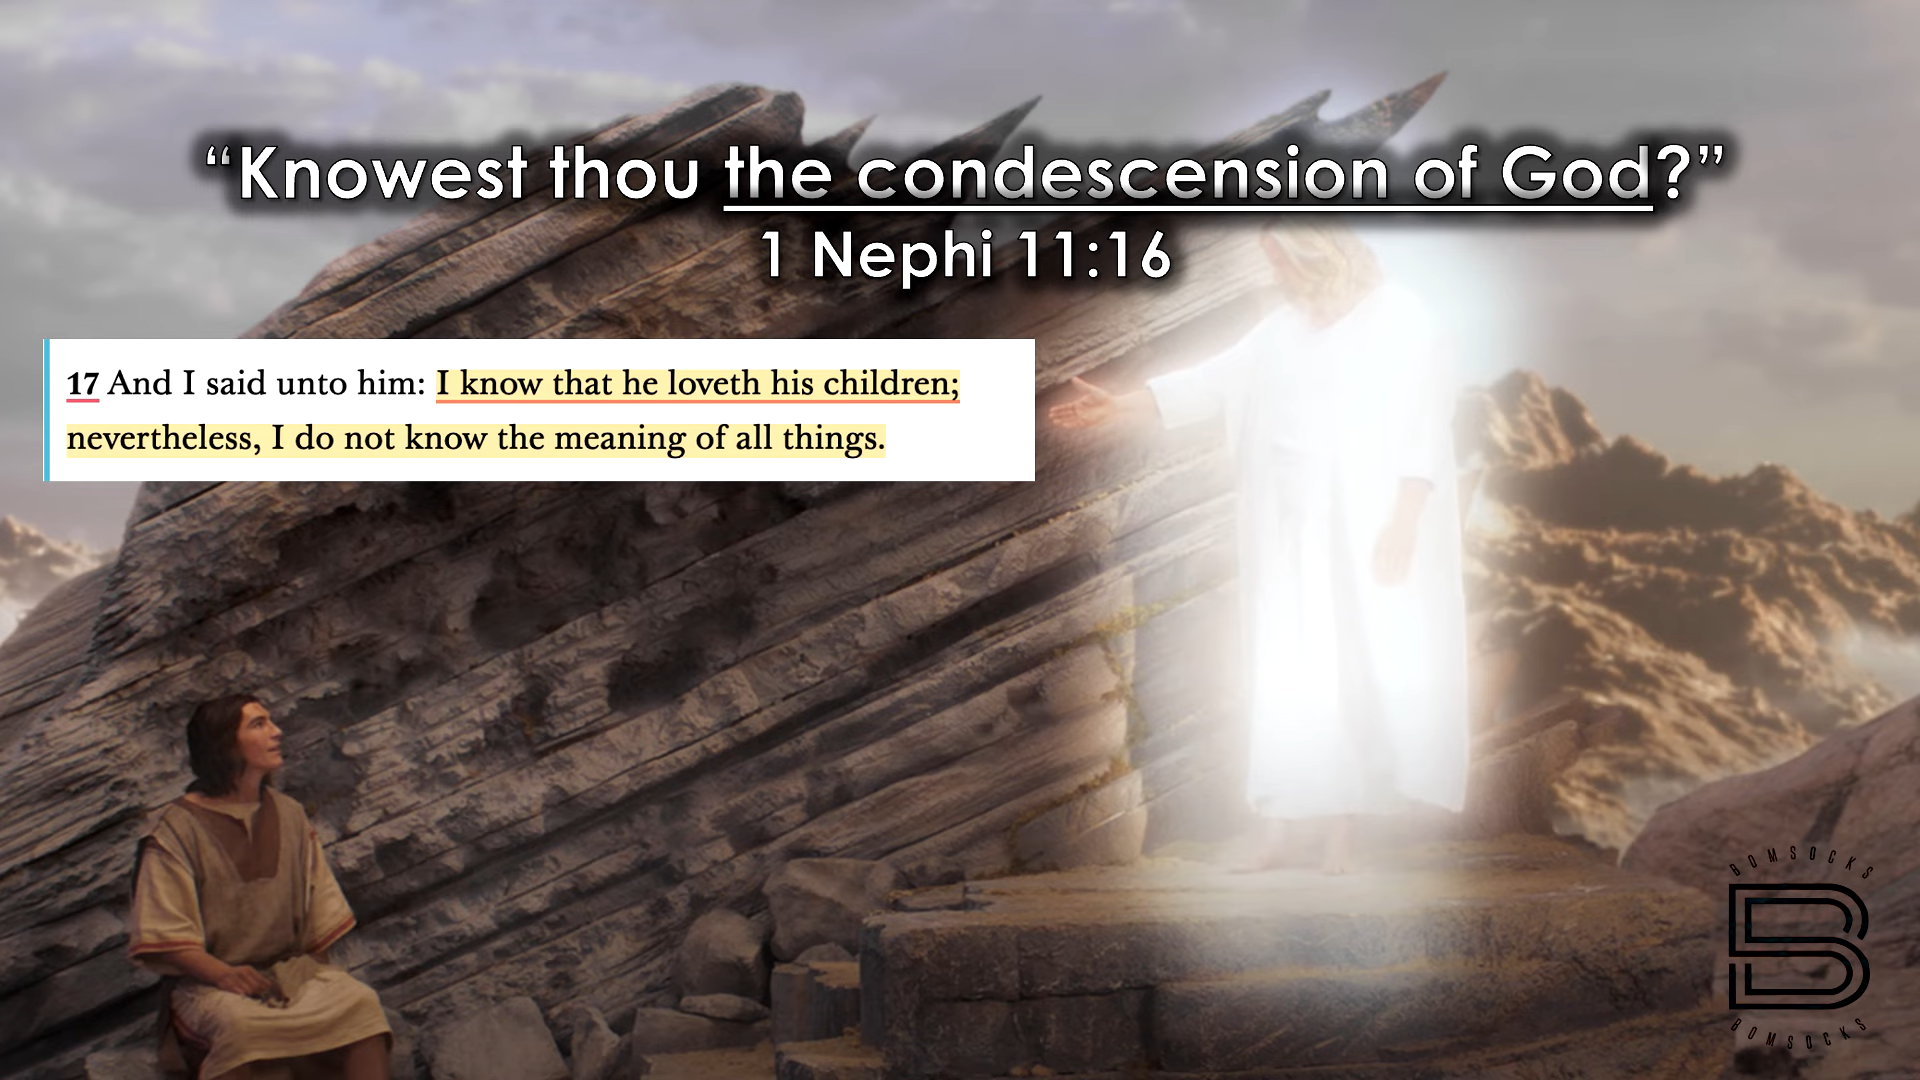 “Knowest thou the condescension of God?”
1 Nephi 11:16
17 And I said unto him: I know that he loveth his children;
nevertheless, I do not know the meaning of all things.
BOMSOCKS
B
BOMSOCKS